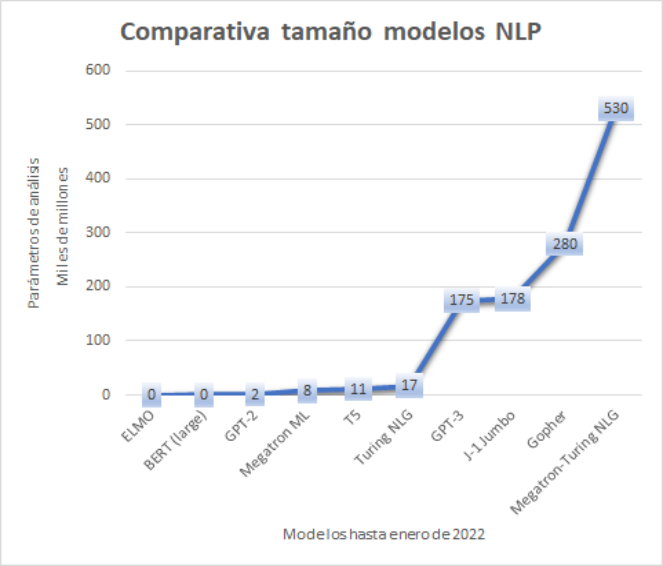 Comparativa tamaño modelos NLP
Parámetros de análisis
Miles de millones
600
500
400
300
200
100
0
0
0
2
8
11
17
175
178
280
530
ELMO
BERT (large)
GPT-2
Megatron ML
T5
Turing NLG
GPT-3
J-1 Jumbo
Gopher
Megatron-Turing NLG
Modelos hasta enero de 2022